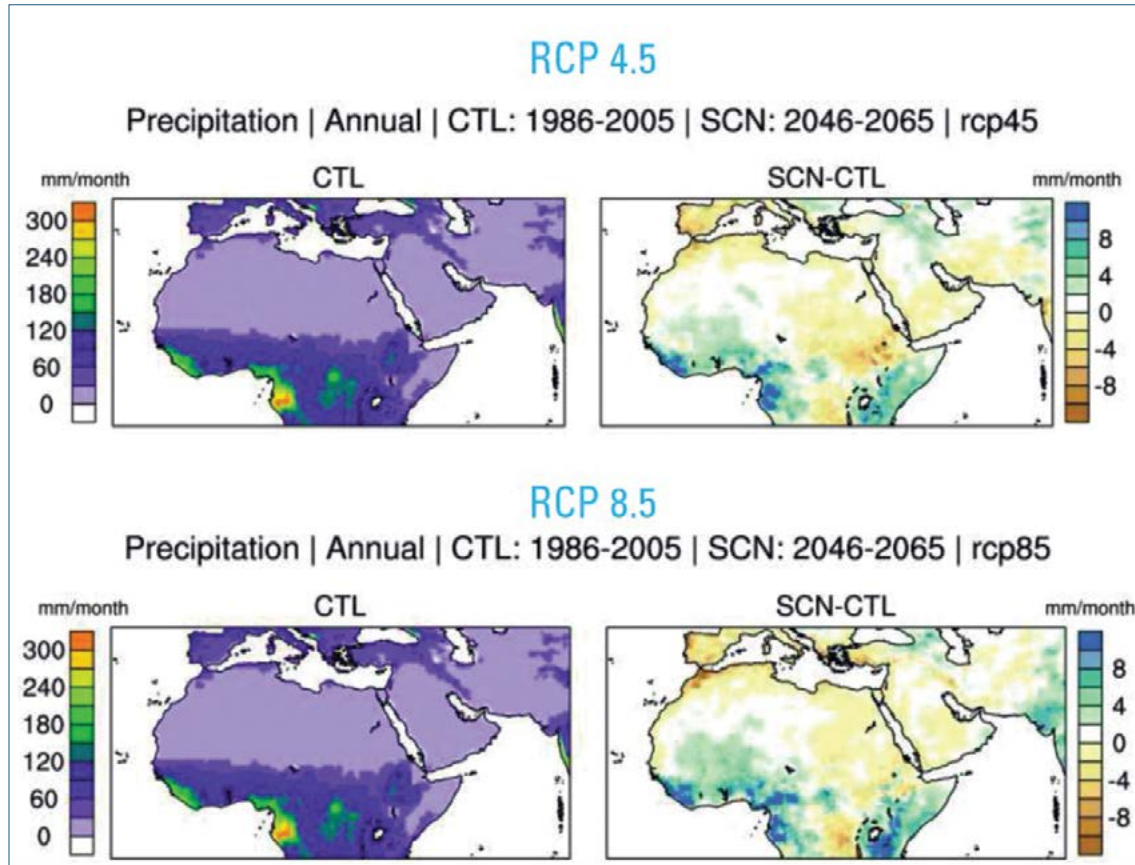 RCP 4.5
Precipitation | Annual | CTL: 1986-2005 | SCN: 2046-2065 | rcp45
mm/month
CTL
SCN-CTL
mm/month
300
240
180
120
60
0
8
4
0
-4
-8
RCP 8.5
Precipitation | Annual | CTL: 1986-2005 | SCN: 2046-2065 | rcp85
mm/month
CTL
SCN-CTL
mm/month
300
240
180
120
60
0
8
4
0
-4
-8